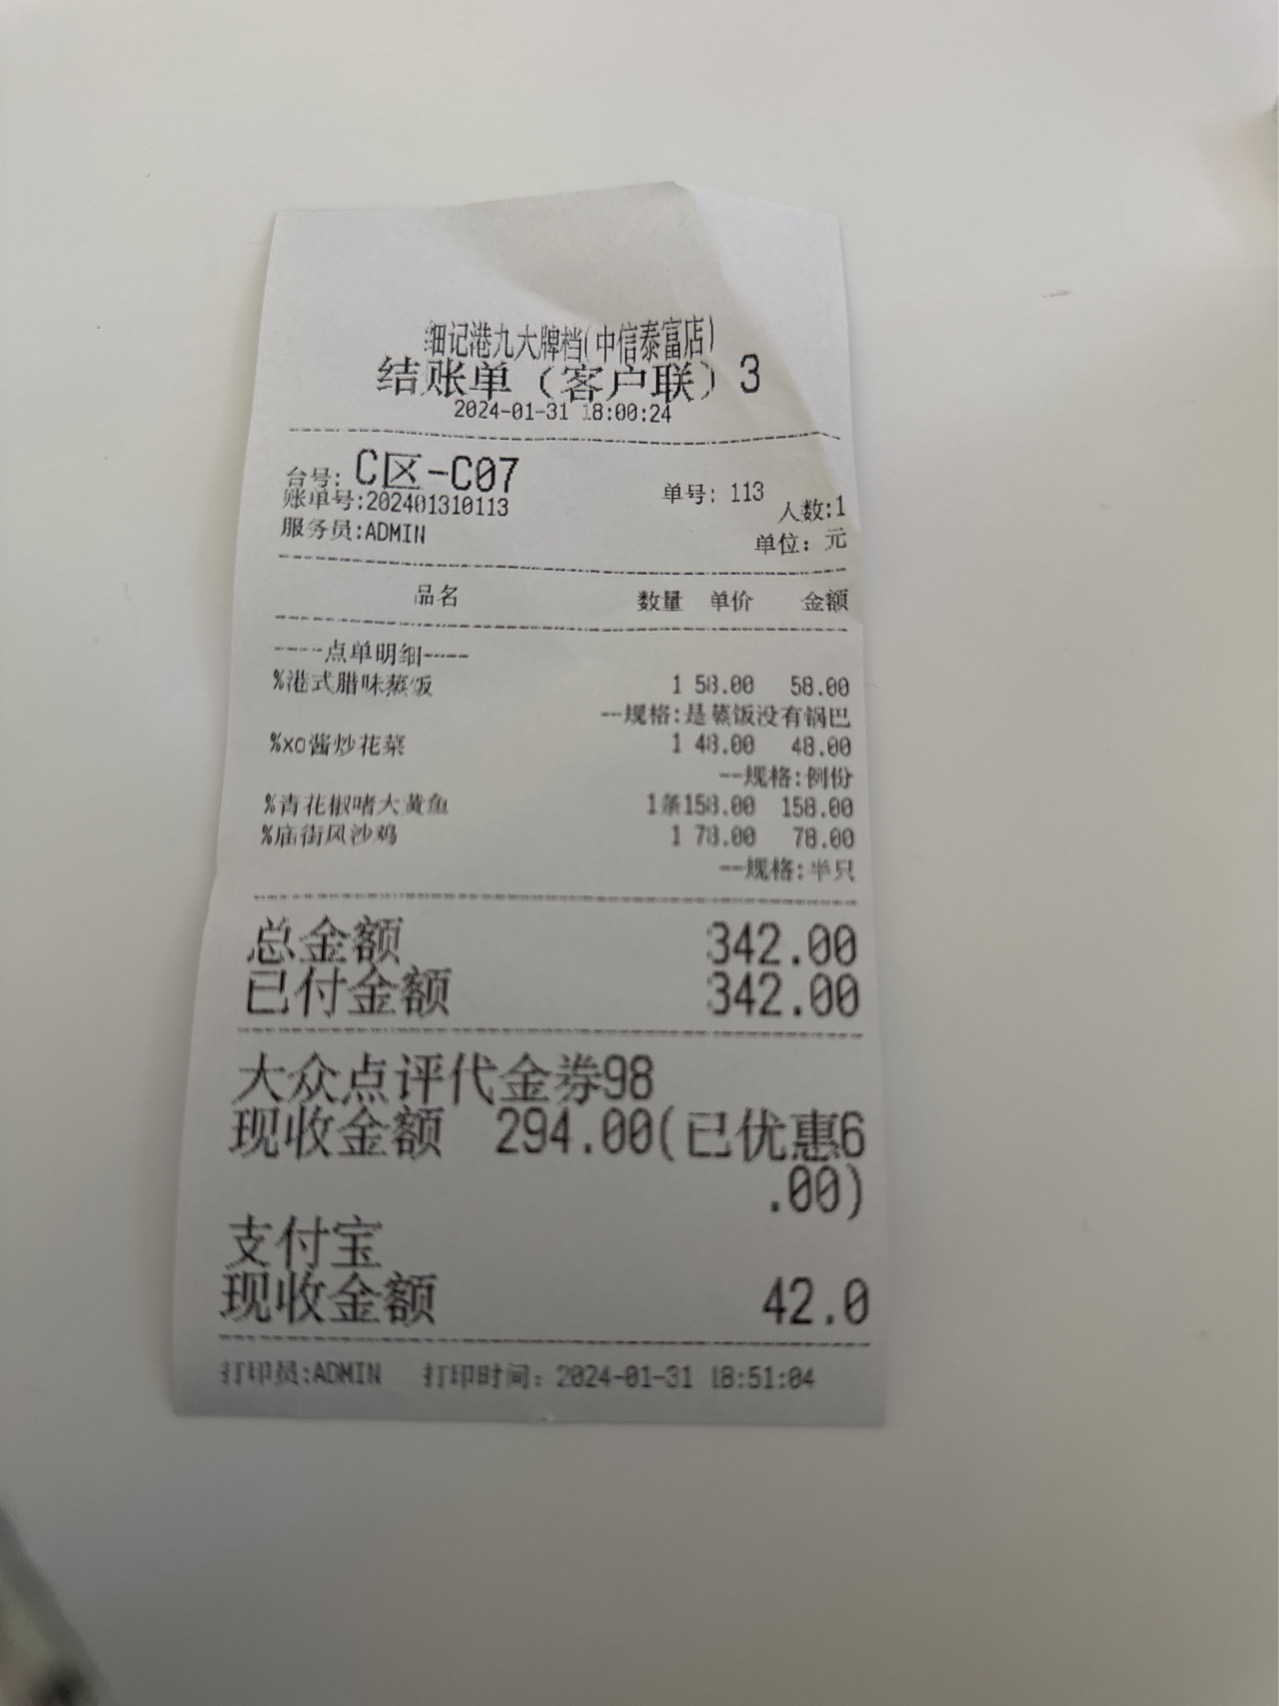 细记港九大牌档(中信泰富店)
结账单（客户联）3
2024-01-31 18:00:24
台号: C区-C07 单号: 113
账单号:202401310113 人数:1
服务员:ADMIN 单位: 元
品名 数量 单价 金额
-----点单明细-----
%港式腊味蒸饭 1 58.00 58.00
--规格:是蒸饭没有锅巴
%xo酱炒花菜 1 48.00 48.00
--规格:例份
%青花椒啫大黄鱼 1条158.00 158.00
%庙街风沙鸡 1 78.00 78.00
--规格:半只
总金额 342.00
已付金额 342.00
大众点评代金券98
现收金额 294.00(已优惠6
.00)
支付宝
现收金额 42.0
打印员:ADMIN 打印时间: 2024-01-31 18:51:04